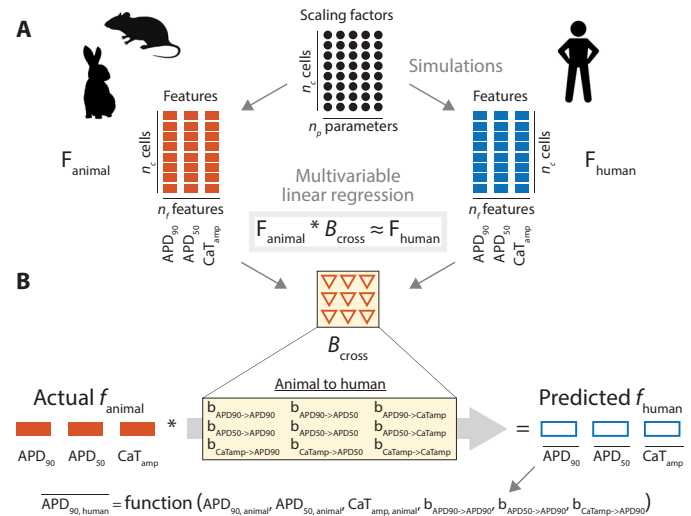 A
Scaling factors
n_c cells
n_p parameters
Simulations
Features
n_c cells
F_animal
n_f features
APD_90
APD_50
CaT_amp
Features
n_c cells
F_human
n_f features
APD_90
APD_50
CaT_amp
Multivariable
linear regression
F_animal * B_cross ≈ F_human
B
B_cross
Animal to human
Actual f_animal
Predicted f_human
b_APD90->APD90 b_APD90->APD50 b_APD90->CaTamp
b_APD50->APD90 b_APD50->APD50 b_APD50->CaTamp
b_CaTamp->APD90 b_CaTamp->APD50 b_CaTamp->CaTamp
*
=
APD_90 APD_50 CaT_amp
APD_90 APD_50 CaT_amp
APD_90,human = function (APD_90,animal, APD_50,animal, CaT_amp,animal, b_APD90->APD90, b_APD50->APD90, b_CaTamp->APD90)